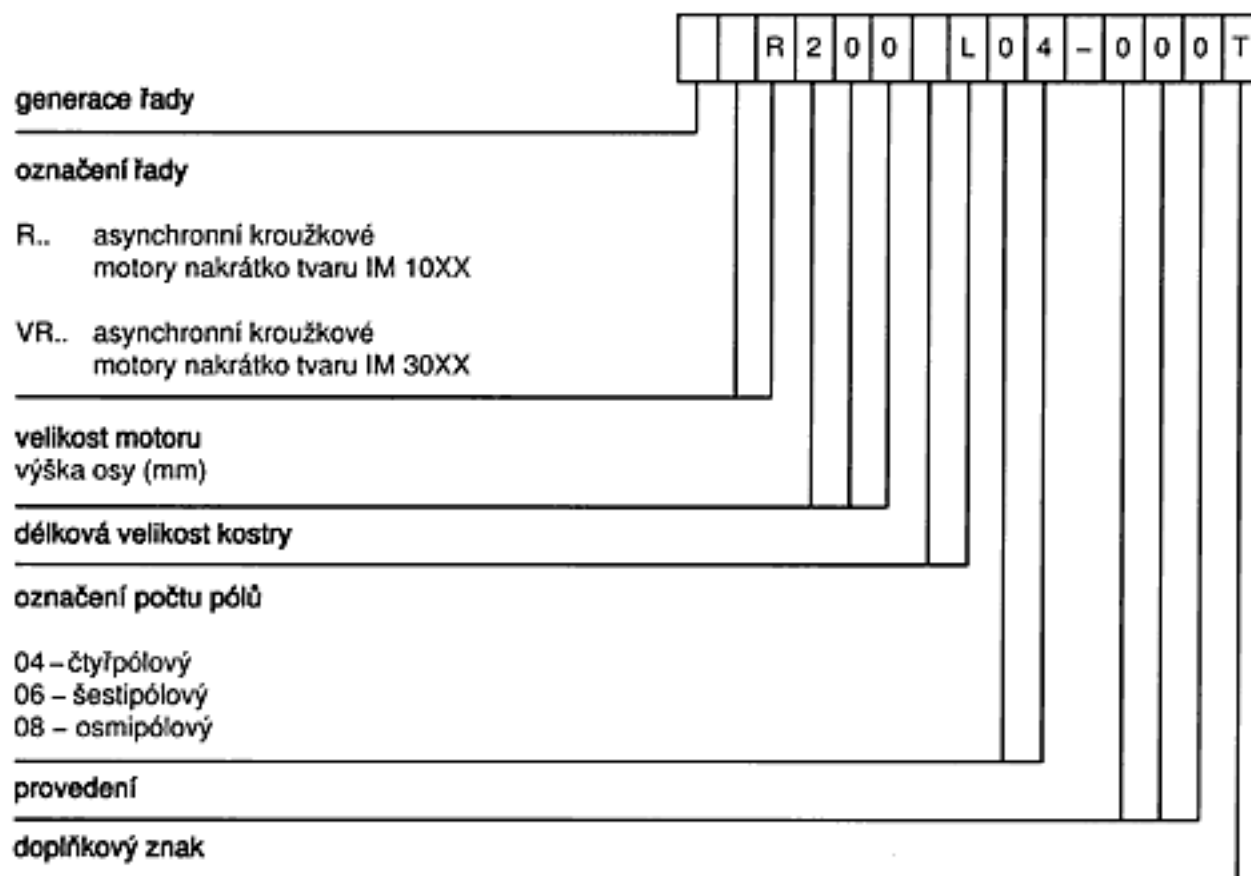 R 2 0 0 L 0 4 - 0 0 0 T
generace řady
označení řady
R.. asynchronní kroužkové
motory nakrátko tvaru IM 10XX
VR.. asynchronní kroužkové
motory nakrátko tvaru IM 30XX
velikost motoru
výška osy (mm)
délková velikost kostry
označení počtu pólů
04 – čtyřpólový
06 – šestipólový
08 – osmipólový
provedení
doplňkový znak